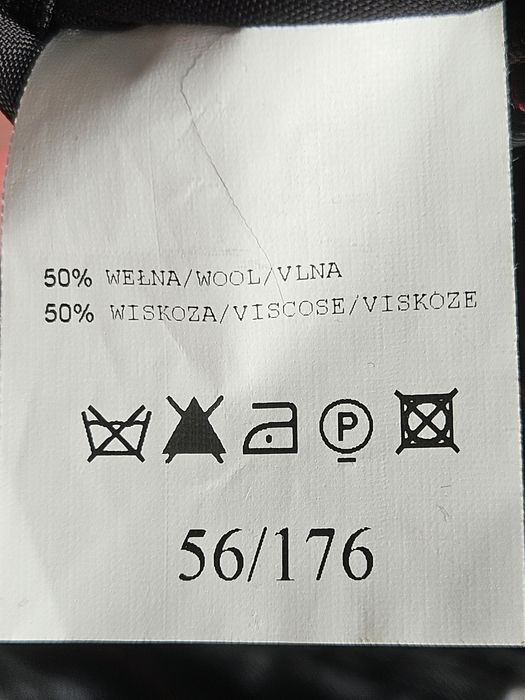 50% WEŁNA/WOOL/VLNA
50% WISKOZA/VISCOSE/VISKÓZE
P
56/176